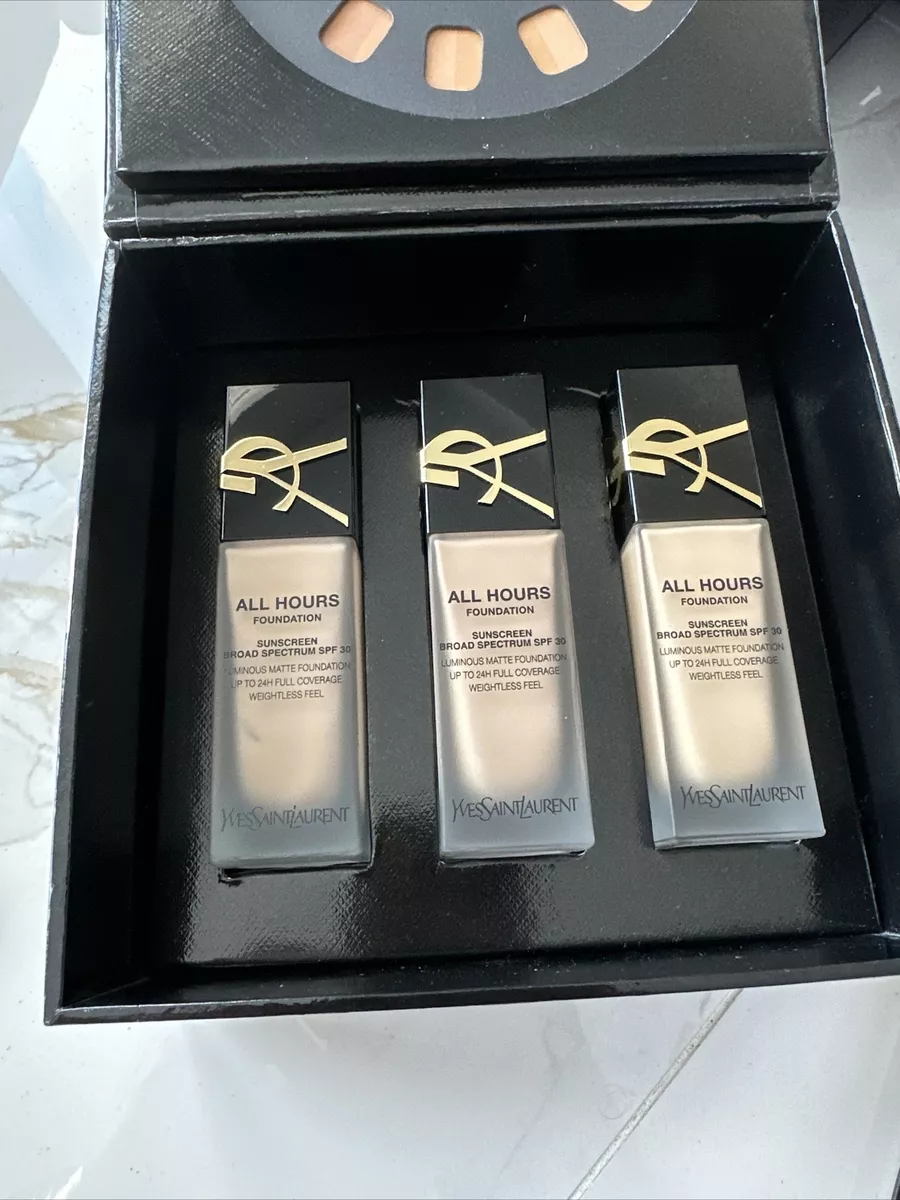 ALL HOURS
FOUNDATION
SUNSCREEN
BROAD SPECTRUM SPF 30
LUMINOUS MATTE FOUNDATION
UP TO 24H FULL COVERAGE
WEIGHTLESS FEEL
YVESSAINTLAURENT
ALL HOURS
FOUNDATION
SUNSCREEN
BROAD SPECTRUM SPF 30
LUMINOUS MATTE FOUNDATION
UP TO 24H FULL COVERAGE
WEIGHTLESS FEEL
YVESSAINTLAURENT
ALL HOURS
FOUNDATION
SUNSCREEN
BROAD SPECTRUM SPF 30
LUMINOUS MATTE FOUNDATION
UP TO 24H FULL COVERAGE
WEIGHTLESS FEEL
YVESSAINTLAURENT